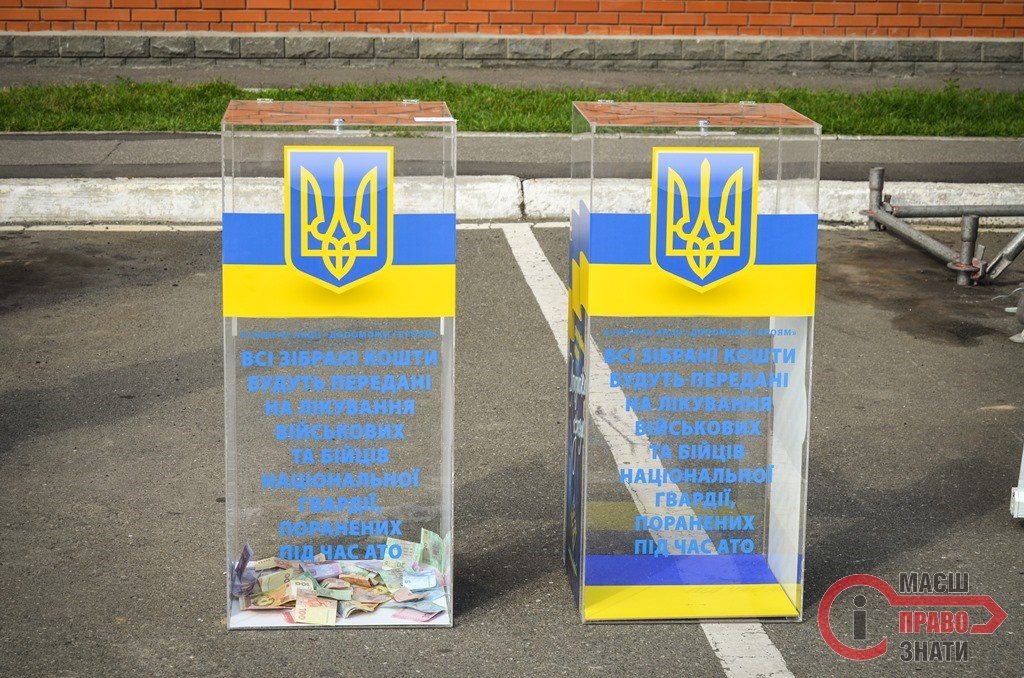 ВСІ ЗІБРАНІ КОШТИ
БУДУТЬ ПЕРЕДАНІ
НА ЛІКУВАННЯ
ВІЙСЬКОВИХ
ТА БІЙЦІВ
НАЦІОНАЛЬНОЇ
ГВАРДІЇ,
ПОРАНЕНИХ
ПІД ЧАС АТО
ВСІ ЗІБРАНІ КОШТИ
БУДУТЬ ПЕРЕДАНІ
НА ЛІКУВАННЯ
ВІЙСЬКОВИХ
ТА БІЙЦІВ
НАЦІОНАЛЬНОЇ
ГВАРДІЇ,
ПОРАНЕНИХ
ПІД ЧАС АТО
МАЄШ
ПРАВО
ЗНАТИ